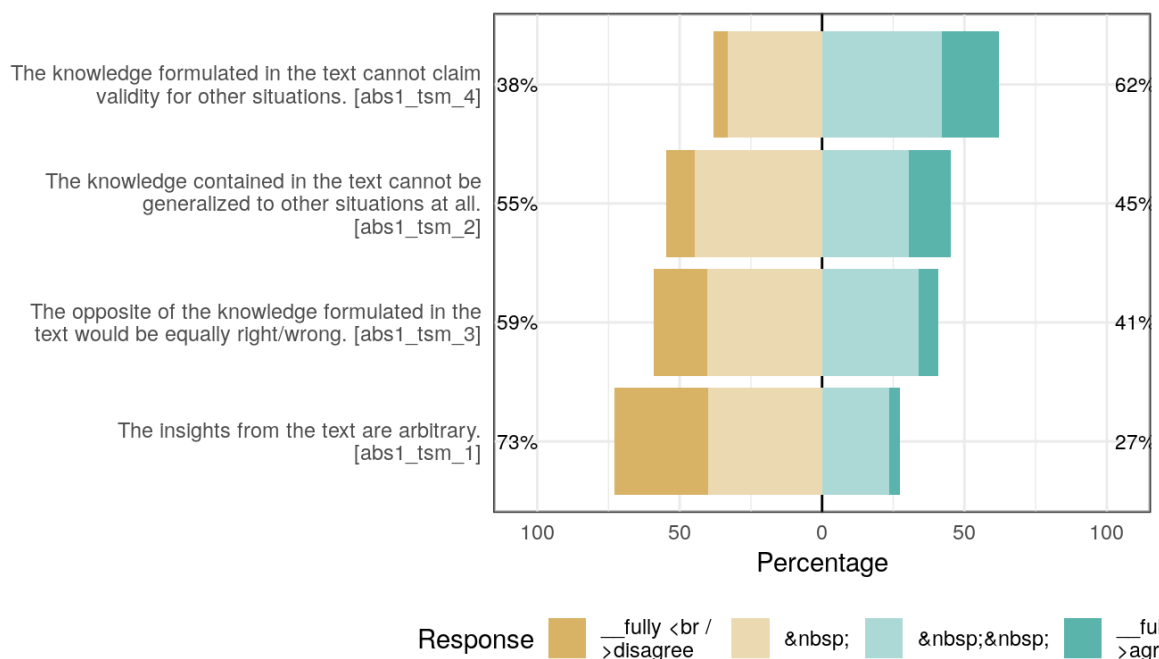 The knowledge formulated in the text cannot claim
validity for other situations. [abs1_tsm_4]
38%
62%
The knowledge contained in the text cannot be
generalized to other situations at all.
[abs1_tsm_2]
55%
45%
The opposite of the knowledge formulated in the
text would be equally right/wrong. [abs1_tsm_3]
59%
41%
The insights from the text are arbitrary.
[abs1_tsm_1]
73%
27%
100 50 0 50 100
Percentage
Response
__fully <br /
>disagree
&nbsp;
&nbsp;&nbsp;
__fu
>agr